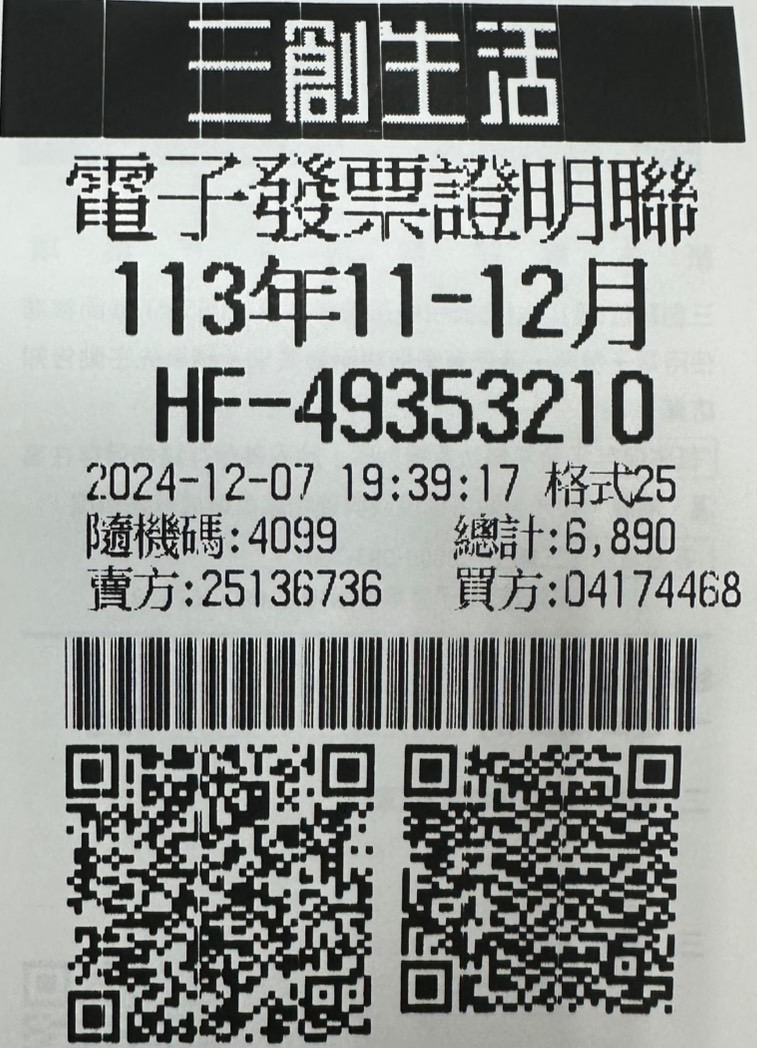 三創生活
電子發票證明聯
113年11-12月
HF-49353210
2024-12-07 19:39:17 格式25
隨機碼:4099 總計:6,890
賣方:25136736 買方:04174468